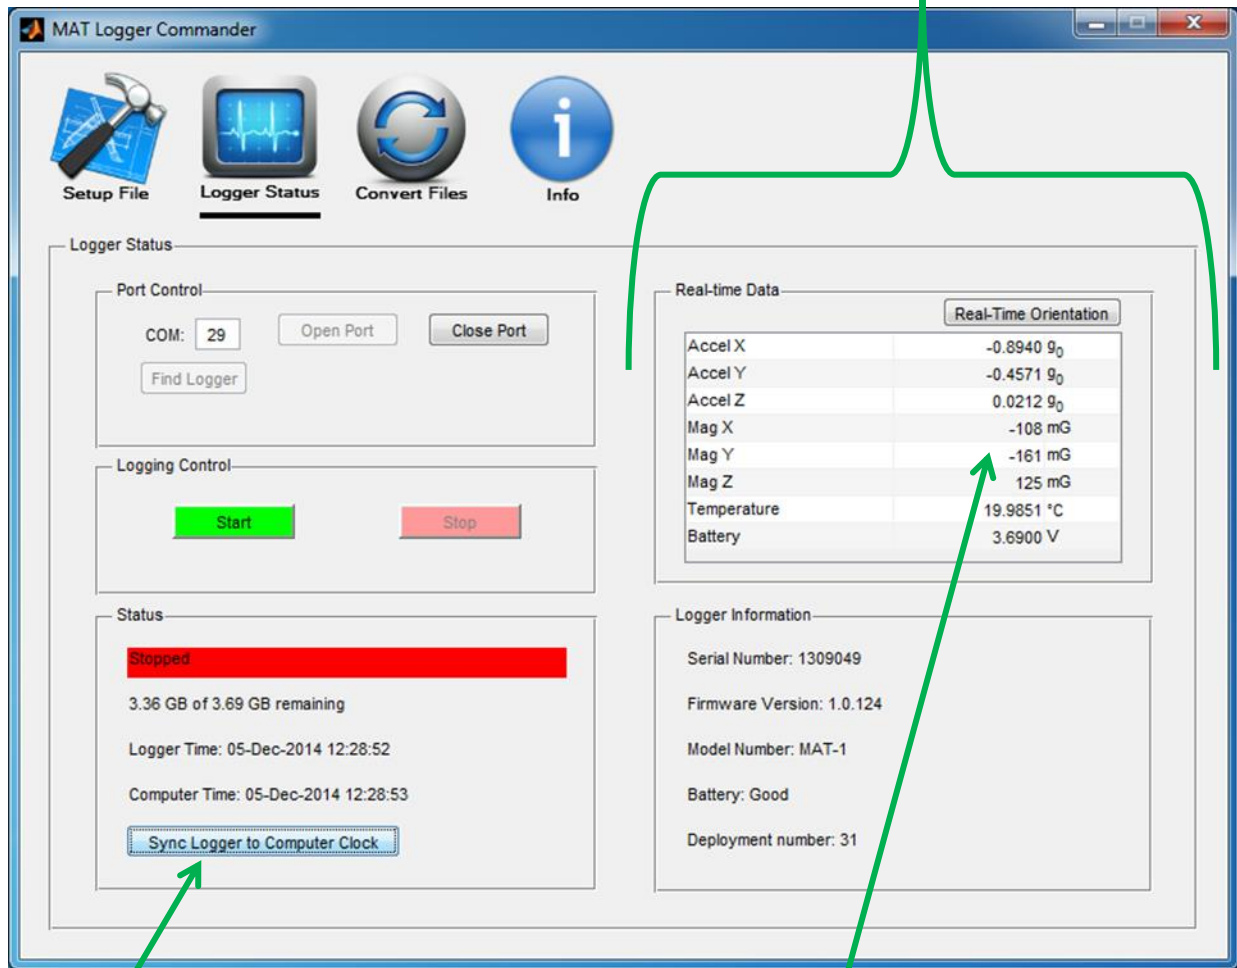 MAT Logger Commander
Setup File
Logger Status
Convert Files
Info
Logger Status
Port Control
COM: 29 Open Port Close Port
Find Logger
Logging Control
Start Stop
Status
Stopped
3.36 GB of 3.69 GB remaining
Logger Time: 05-Dec-2014 12:28:52
Computer Time: 05-Dec-2014 12:28:53
Sync Logger to Computer Clock
Real-time Data
Real-Time Orientation
Accel X -0.8940 g₀
Accel Y -0.4571 g₀
Accel Z 0.0212 g₀
Mag X -108 mG
Mag Y -161 mG
Mag Z 125 mG
Temperature 19.9851 °C
Battery 3.6900 V
Logger Information
Serial Number: 1309049
Firmware Version: 1.0.124
Model Number: MAT-1
Battery: Good
Deployment number: 31